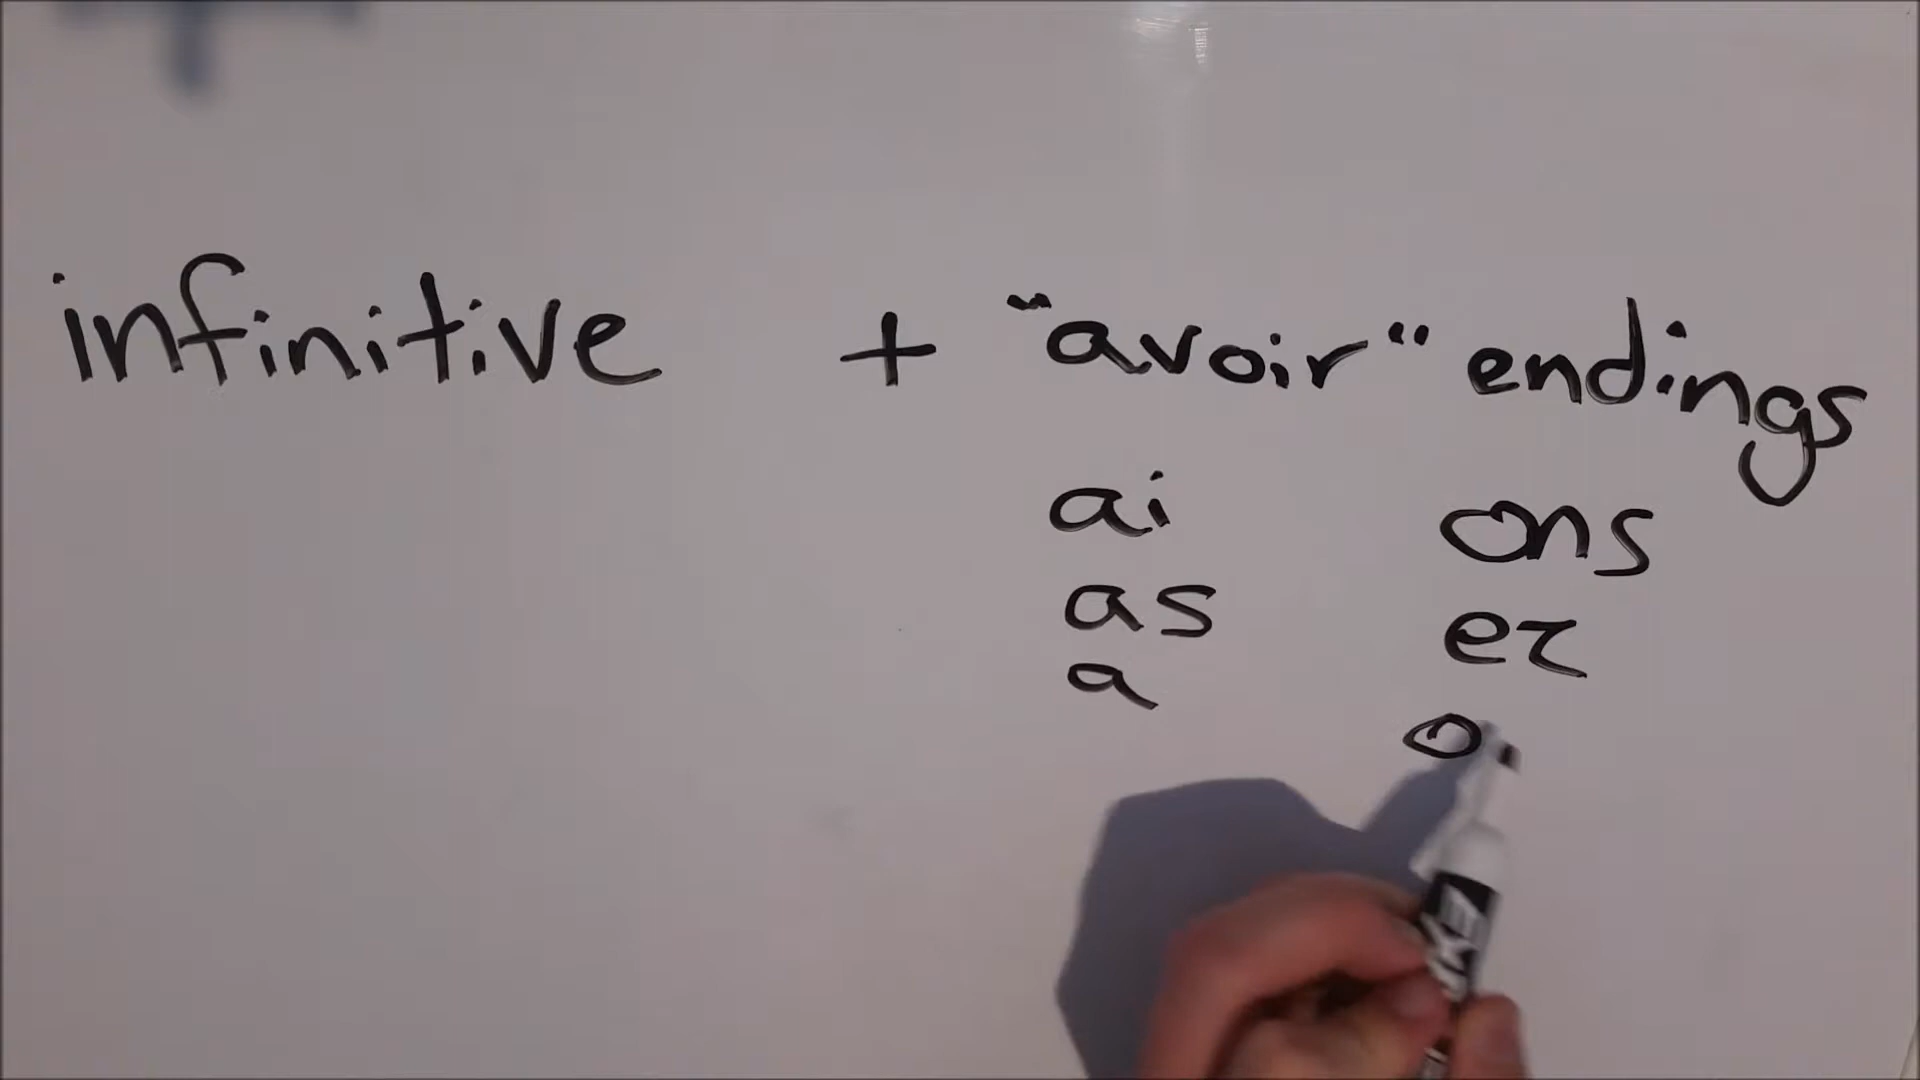 infinitive + "avoir" endings
ai ons
as ez
a o